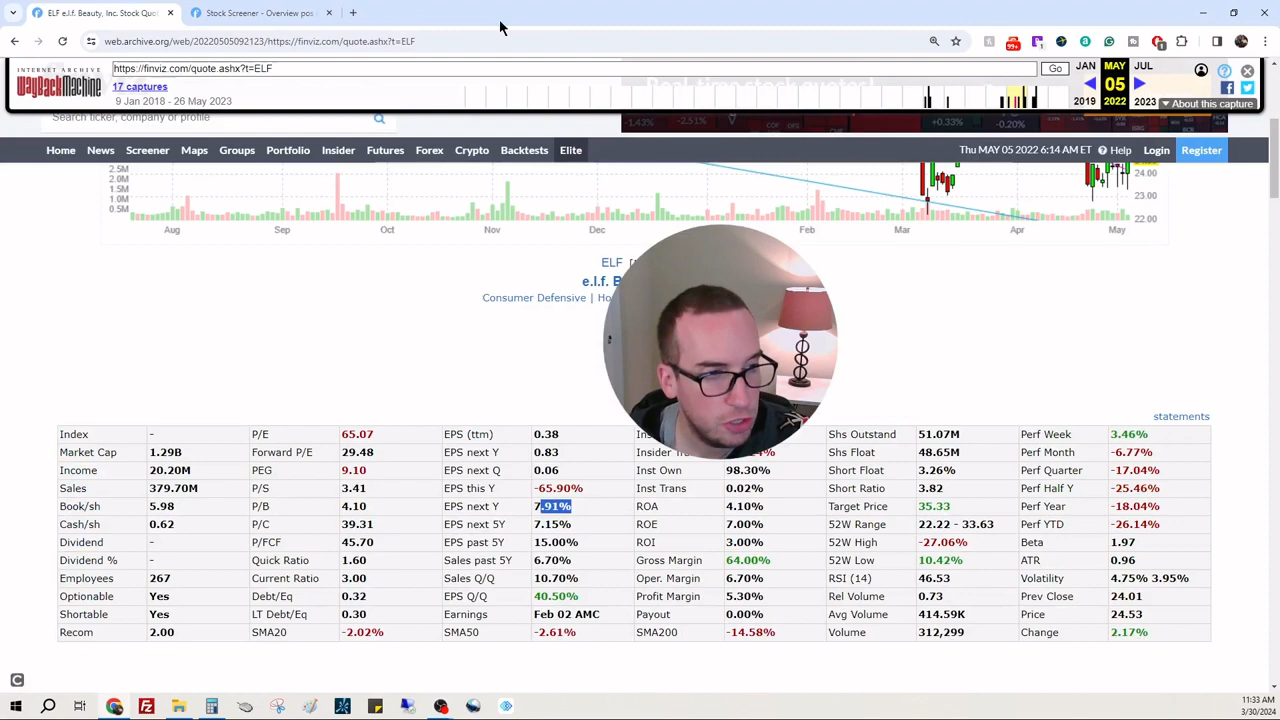 ELF e.l.f. Beauty, Inc. Stock Quot
Stock Screener - Overview pos
web.archive.org/web/20220505092123/https://finviz.com/quote.ashx?t=ELF
99+
INTERNET ARCHIVE
WayBackMachine
https://finviz.com/quote.ashx?t=ELF
Go
JAN MAY JUL
17 captures
05
9 Jan 2018 - 26 May 2023
2019 2022 2023
About this capture
Search ticker, company or puțin
-1.43% -2.51% +0.33% -0.20%
Home News Screener Maps Groups Portfolio Insider Futures Forex Crypto Backtests Elite
Thu MAY 05 2022 6:14 AM ET Help Login Register
2.5M
2.0M
1.5M
1.0M
0.5M
24.00
23.00
22.00
Aug Sep Oct Nov Dec Feb Mar Apr May
ELF
e.l.f. B
Consumer Defensive | Ho
statements
Index - P/E 65.07 EPS (ttm) 0.38 Shs Outstand 51.07M Perf Week 3.46%
Market Cap 1.29B Forward P/E 29.48 EPS next Y 0.83 Insider Shs Float 48.65M Perf Month -6.77%
Income 20.20M PEG 9.10 EPS next Q 0.06 Inst Own 98.30% Short Float 3.26% Perf Quarter -17.04%
Sales 379.70M P/S 3.41 EPS this Y -65.90% Inst Trans 0.02% Short Ratio 3.82 Perf Half Y -25.46%
Book/sh 5.98 P/B 4.10 EPS next Y 7.91% ROA 4.10% Target Price 35.33 Perf Year -18.04%
Cash/sh 0.62 P/C 39.31 EPS next 5Y 7.15% ROE 7.00% 52W Range 22.22 - 33.63 Perf YTD -26.14%
Dividend - P/FCF 45.70 EPS past 5Y 15.00% ROI 3.00% 52W High -27.06% Beta 1.97
Dividend % - Quick Ratio 1.60 Sales past 5Y 6.70% Gross Margin 64.00% 52W Low 10.42% ATR 0.96
Employees 267 Current Ratio 3.00 Sales Q/Q 10.70% Oper. Margin 6.70% RSI (14) 46.53 Volatility 4.75% 3.95%
Optionable Yes Debt/Eq 0.32 EPS Q/Q 40.50% Profit Margin 5.30% Rel Volume 0.73 Prev Close 24.01
Shortable Yes LT Debt/Eq 0.30 Earnings Feb 02 AMC Payout 0.00% Avg Volume 414.59K Price 24.53
Recom 2.00 SMA20 -2.02% SMA50 -2.61% SMA200 -14.58% Volume 312,299 Change 2.17%
11:33 AM
3/30/2024